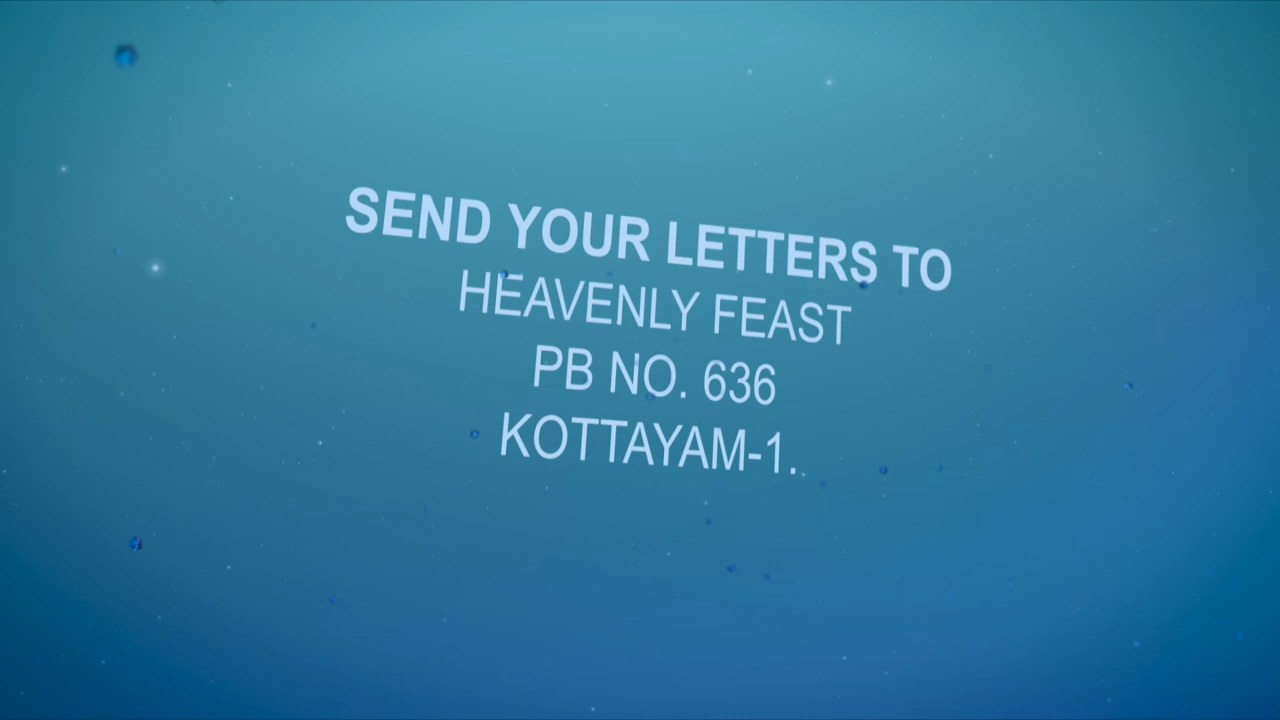 SEND YOUR LETTERS TO
HEAVENLY FEAST
PB NO. 636
KOTTAYAM-1.